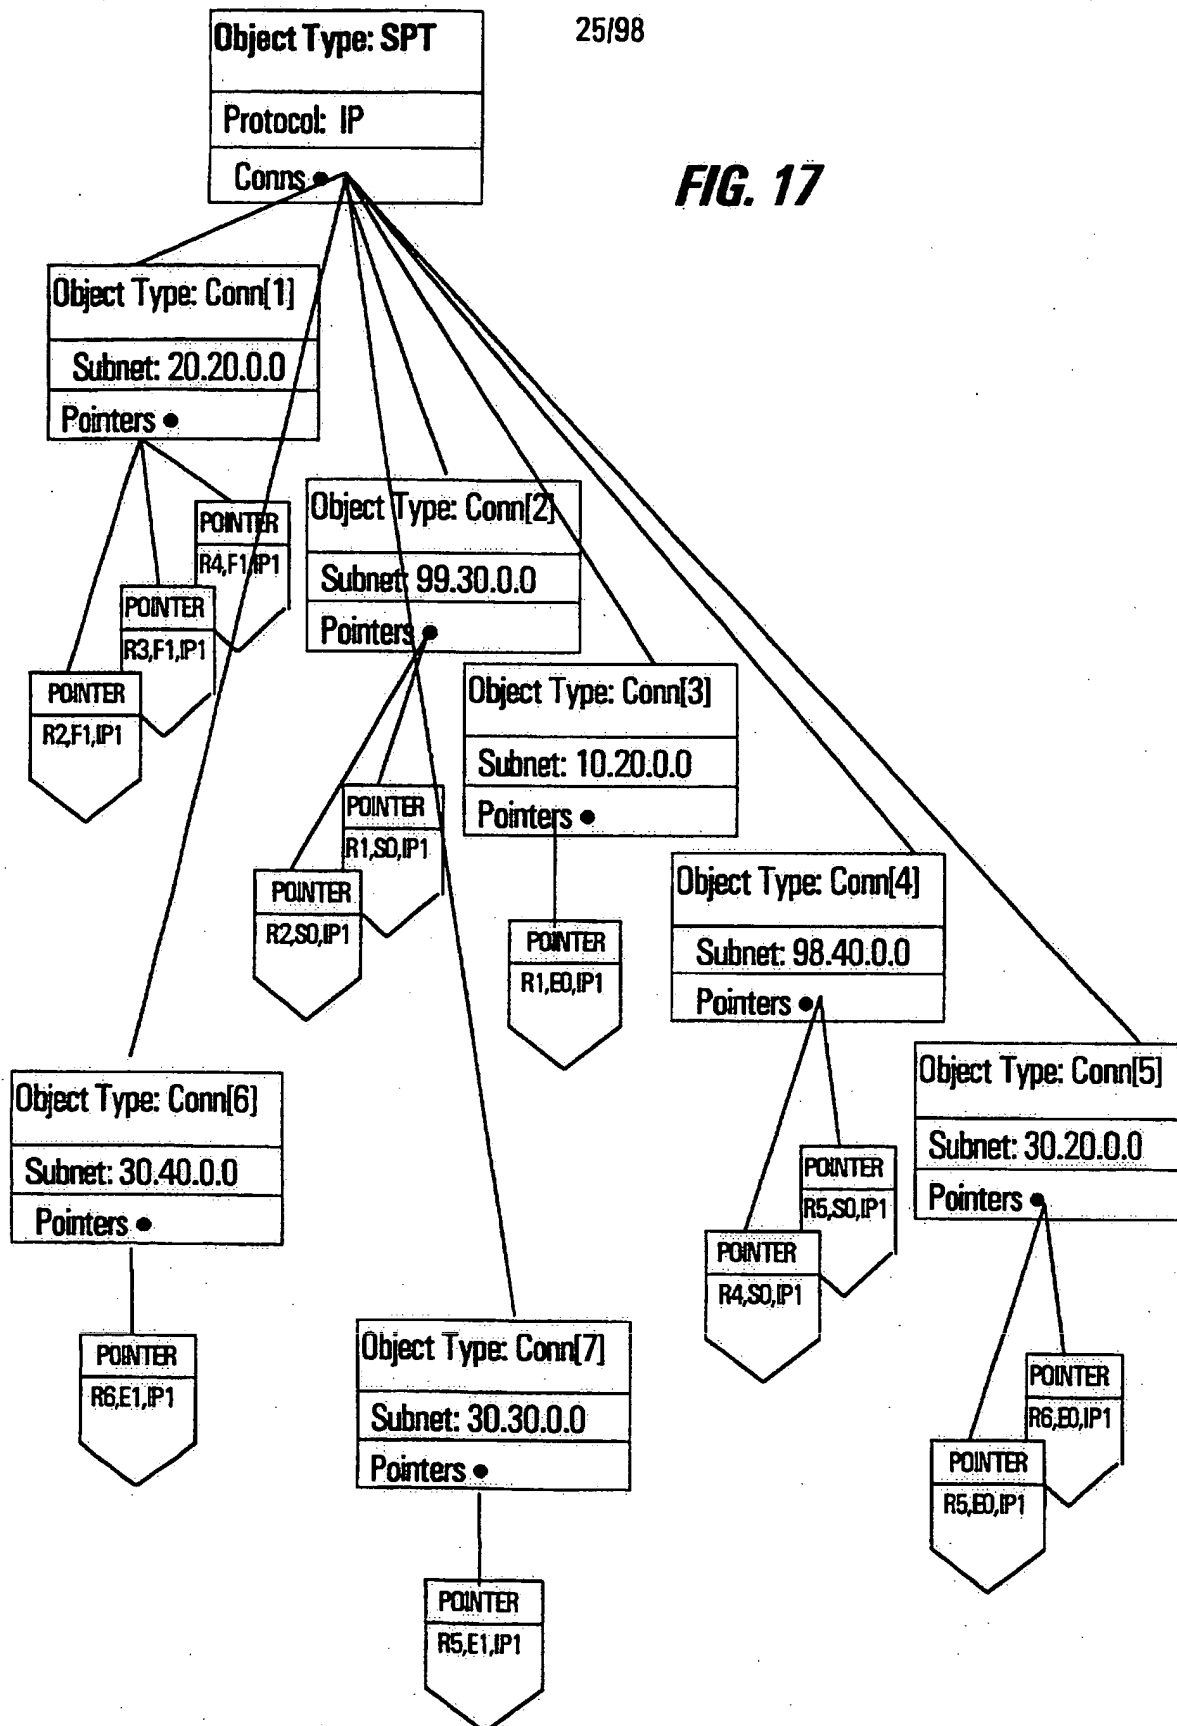 25/98
Object Type: SPT
Protocol: IP
Conns
FIG. 17
Object Type: Conn[1]
Subnet: 20.20.0.0
Pointers
POINTER
R4,F1,IP1
POINTER
R3,F1,IP1
POINTER
R2,F1,IP1
Object Type: Conn[2]
Subnet: 99.30.0.0
Pointers
POINTER
R1,S0,IP1
POINTER
R2,S0,IP1
Object Type: Conn[3]
Subnet: 10.20.0.0
Pointers
POINTER
R1,E0,IP1
Object Type: Conn[4]
Subnet: 98.40.0.0
Pointers
POINTER
R5,S0,IP1
POINTER
R4,S0,IP1
Object Type: Conn[5]
Subnet: 30.20.0.0
Pointers
POINTER
R6,E0,IP1
POINTER
R5,E0,IP1
Object Type: Conn[6]
Subnet: 30.40.0.0
Pointers
POINTER
R6,E1,IP1
Object Type: Conn[7]
Subnet: 30.30.0.0
Pointers
POINTER
R5,E1,IP1